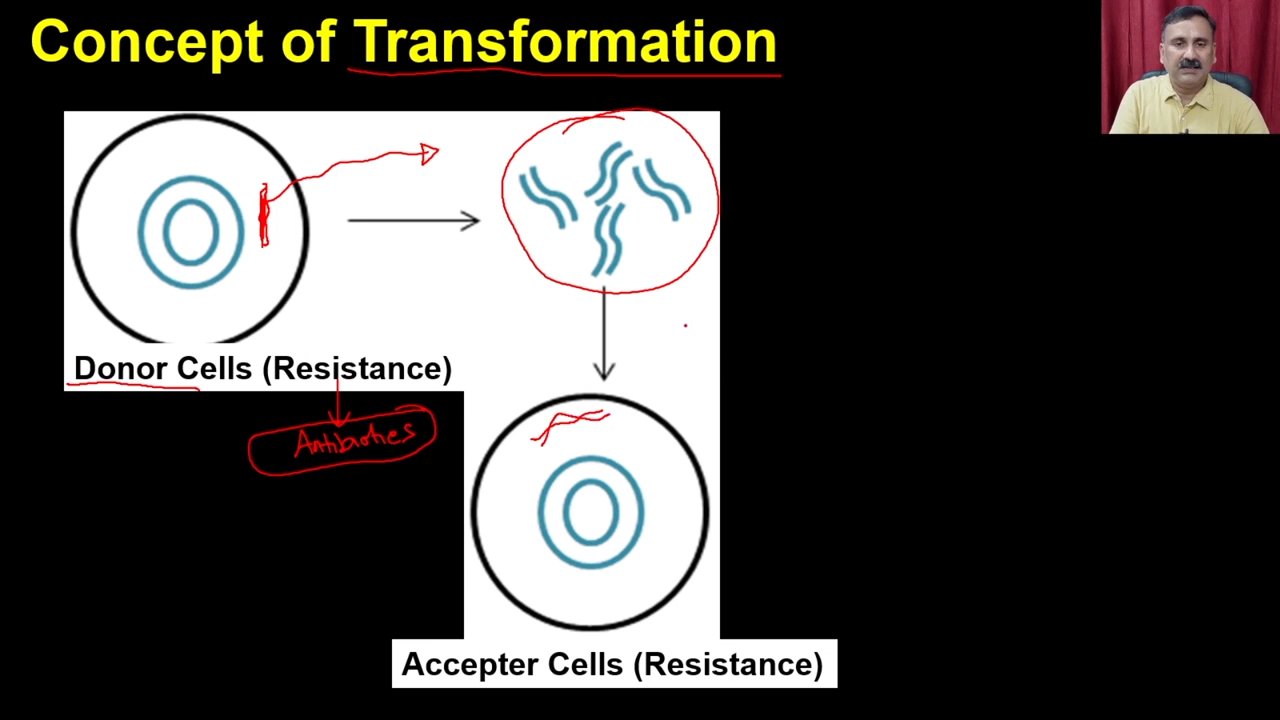 Concept of Transformation
Donor Cells (Resistance)
Antibiotics
Accepter Cells (Resistance)